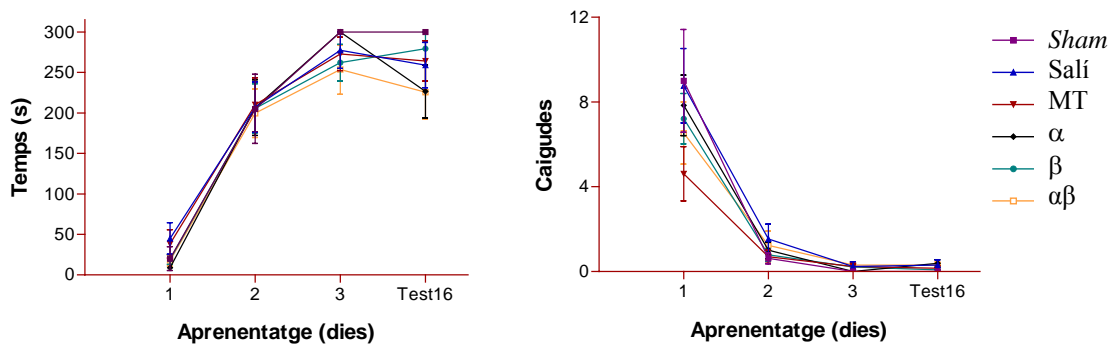 Temps (s)
300
250
200
150
100
50
0
1 2 3 Test16
Aprenentatge (dies)
Caigudes
12
8
4
0
1 2 3 Test16
Aprenentatge (dies)
Sham
Salí
MT
α
β
αβ